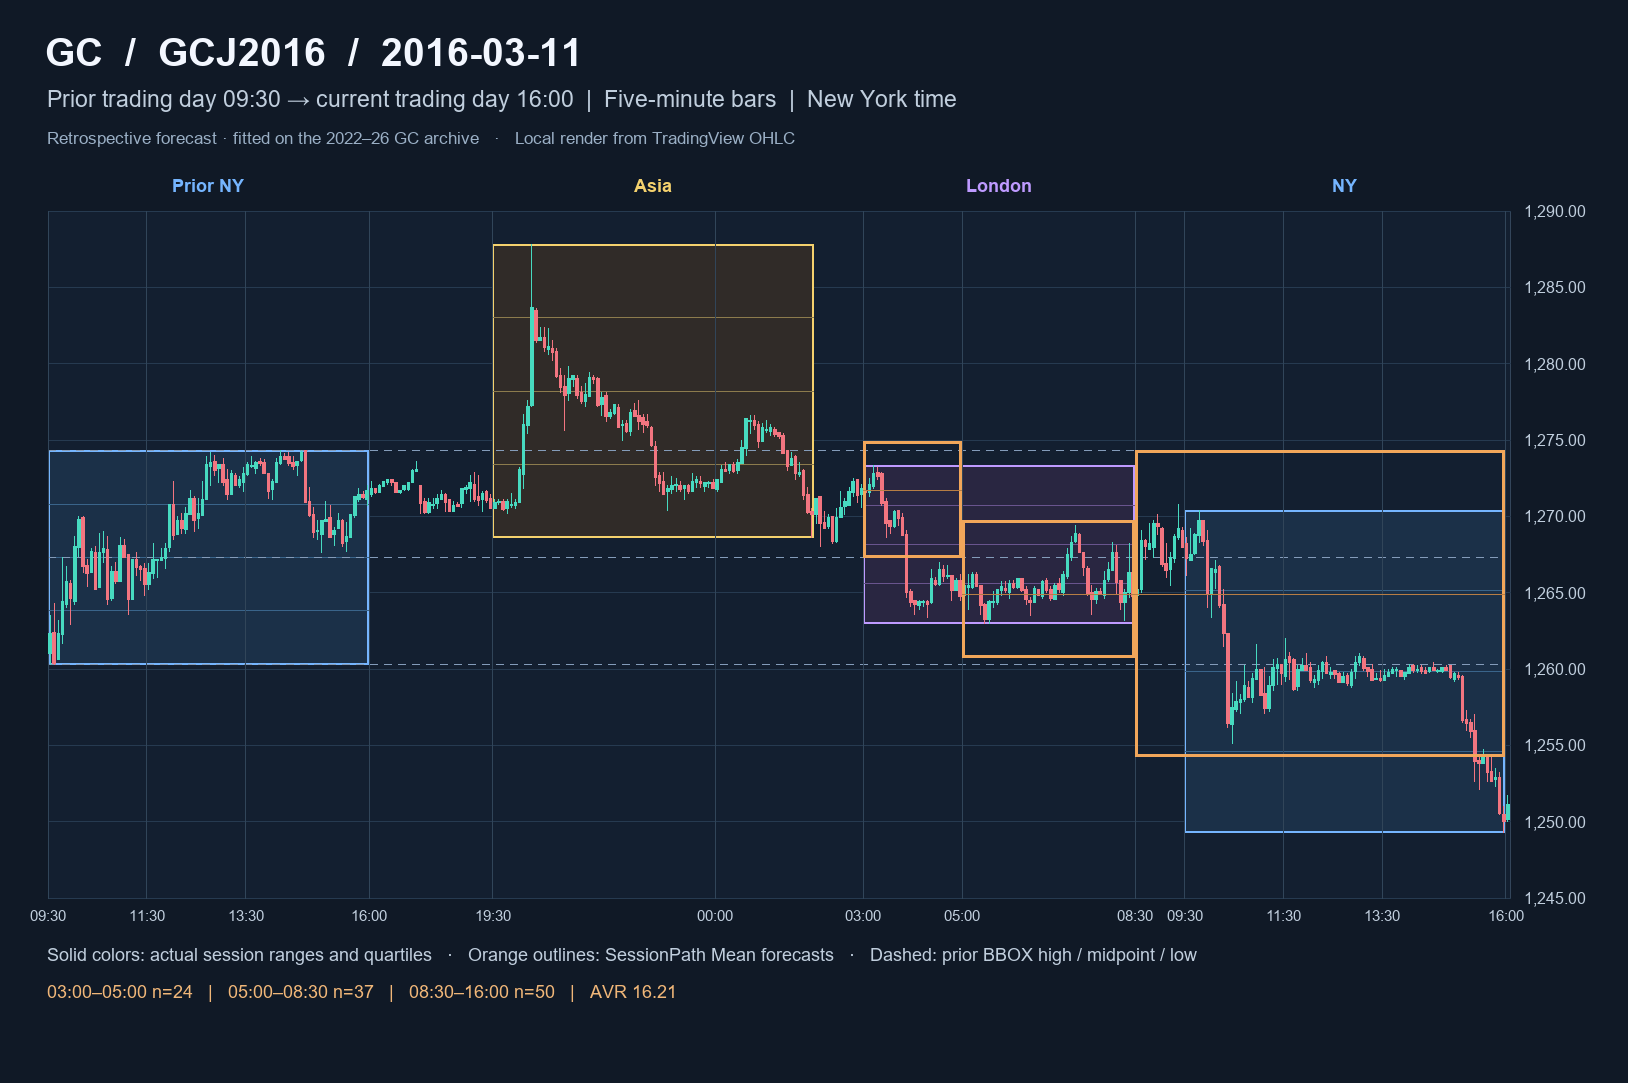 GC / GCJ2016 / 2016-03-11
Prior trading day 09:30 → current trading day 16:00 | Five-minute bars | New York time
Retrospective forecast · fitted on the 2022–26 GC archive · Local render from TradingView OHLC
Prior NY Asia London NY
1,290.00
1,285.00
1,280.00
1,275.00
1,270.00
1,265.00
1,260.00
1,255.00
1,250.00
1,245.00
09:30 11:30 13:30 16:00 19:30 00:00 03:00 05:00 08:30 09:30 11:30 13:30 16:00
Solid colors: actual session ranges and quartiles · Orange outlines: SessionPath Mean forecasts · Dashed: prior BBOX high / midpoint / low
03:00–05:00 n=24 | 05:00–08:30 n=37 | 08:30–16:00 n=50 | AVR 16.21